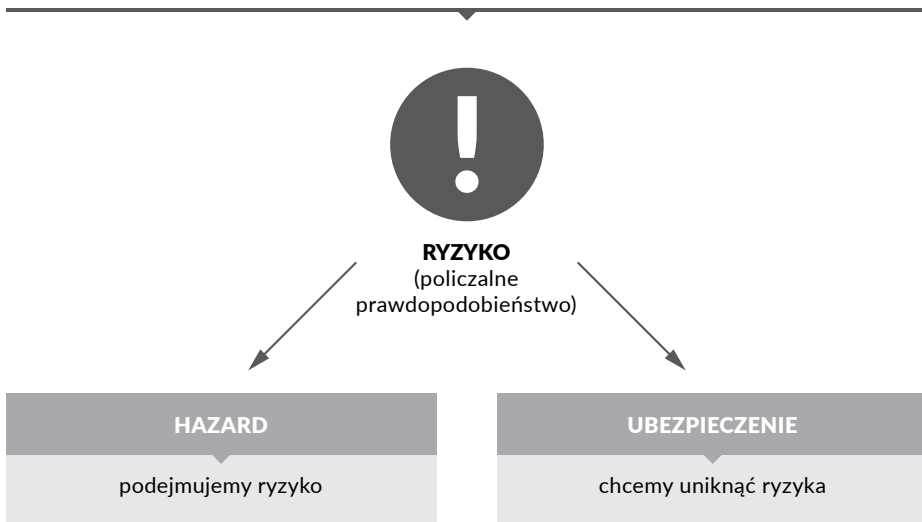 !
RYZYKO
(policzalne
prawdopodobieństwo)
HAZARD
UBEZPIECZENIE
podejmujemy ryzyko
chcemy uniknąć ryzyka